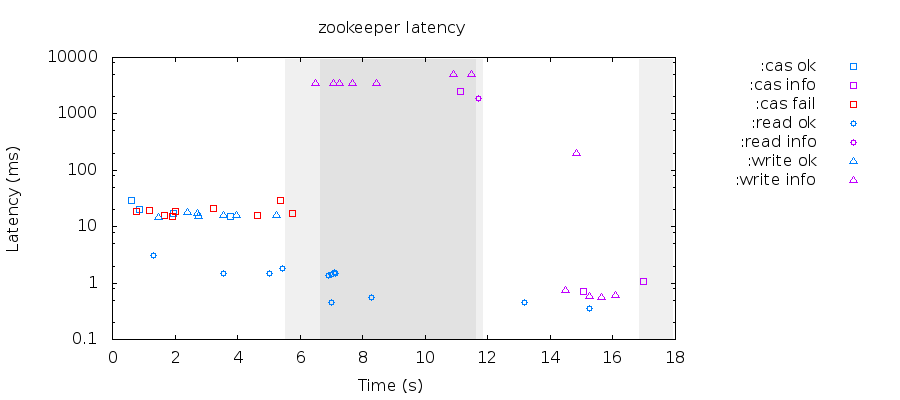 zookeeper latency
10000
1000
100
10
1
0.1
Latency (ms)
0 2 4 6 8 10 12 14 16 18
Time (s)
:cas ok
:cas info
:cas fail
:read ok
:read info
:write ok
:write info